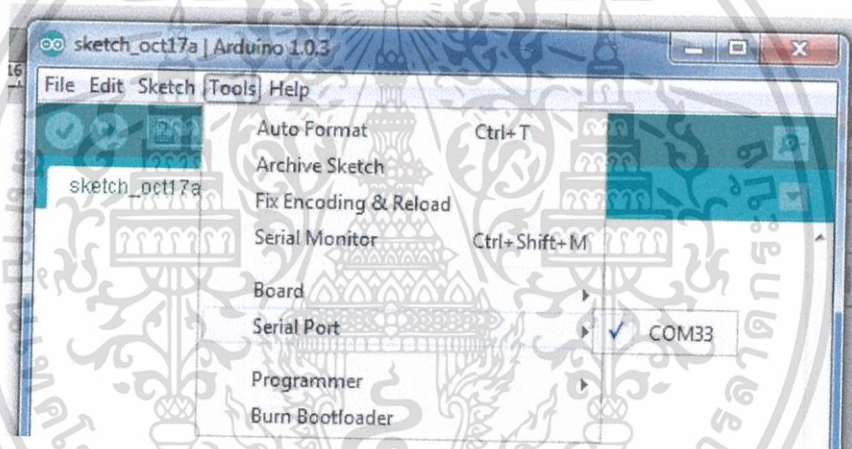 sketch_oct17a | Arduino 1.0.3
16
File Edit Sketch Tools Help
Auto Format Ctrl+T
Archive Sketch
sketch_oct17a
Fix Encoding & Reload
Serial Monitor Ctrl+Shift+M
Board
Serial Port
COM33
Programmer
Burn Bootloader